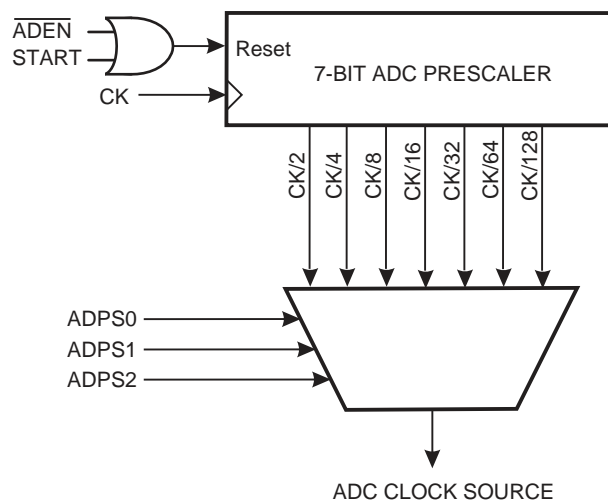 ADEN
START
Reset
7-BIT ADC PRESCALER
CK
CK/2
CK/4
CK/8
CK/16
CK/32
CK/64
CK/128
ADPS0
ADPS1
ADPS2
ADC CLOCK SOURCE